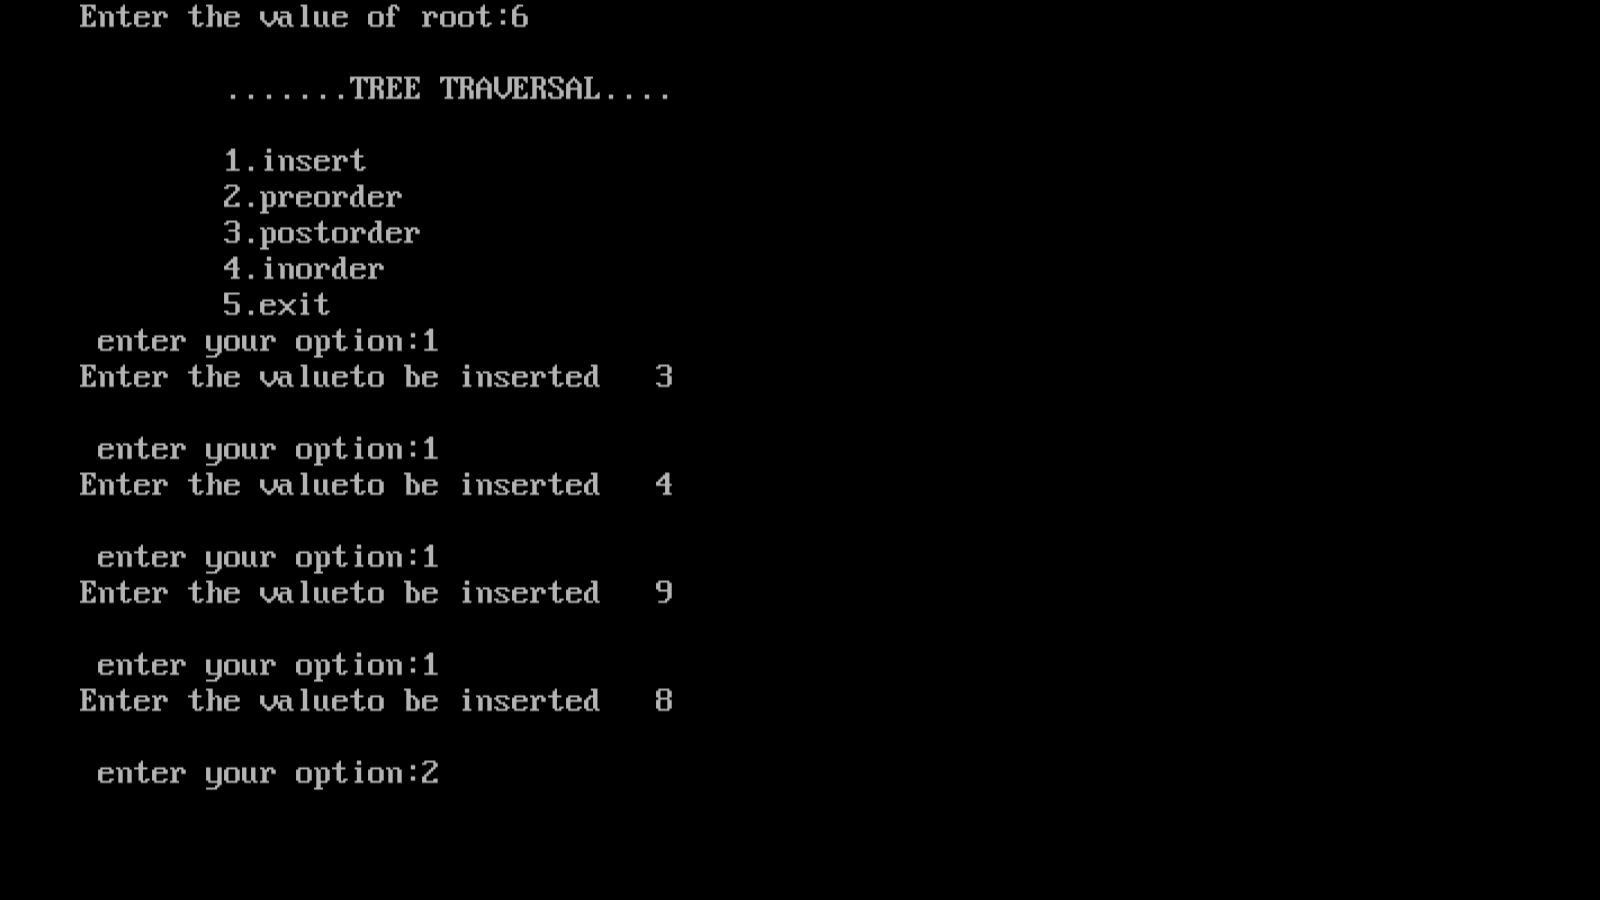 Enter the value of root:6
.......TREE TRAVERSAL....
1.insert
2.preorder
3.postorder
4.inorder
5.exit
enter your option:1
Enter the valueto be inserted   3
enter your option:1
Enter the valueto be inserted   4
enter your option:1
Enter the valueto be inserted   9
enter your option:1
Enter the valueto be inserted   8
enter your option:2